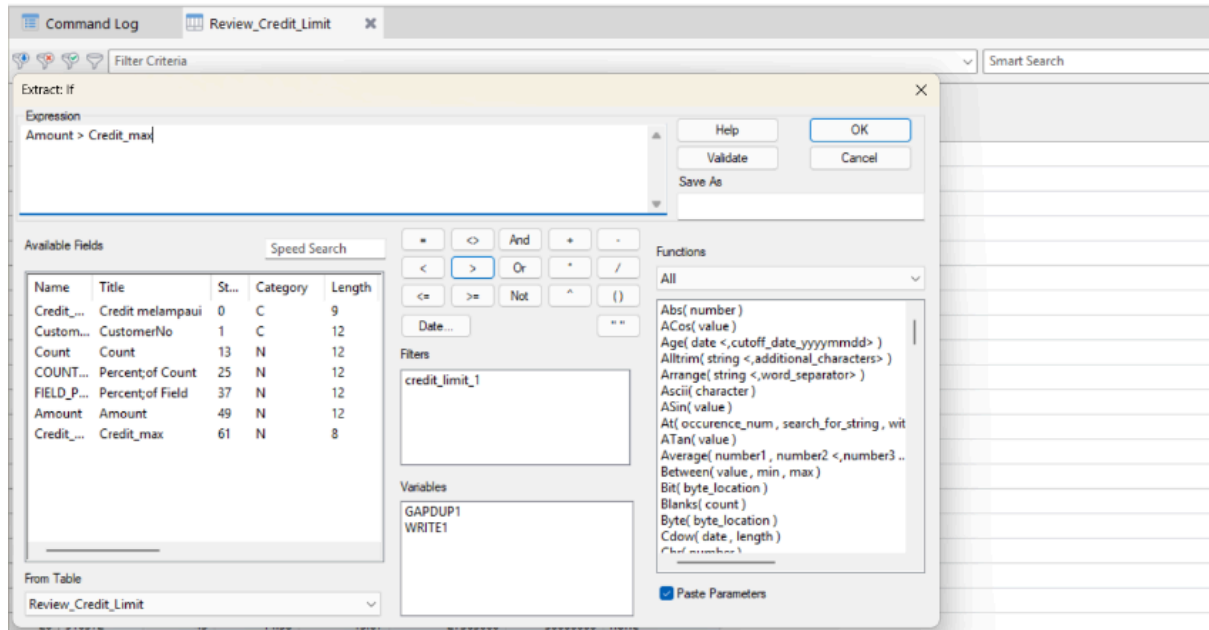 Command Log
Review_Credit_Limit
Filter Criteria
Smart Search
Extract: If
Expression
Amount > Credit_max
Help
OK
Validate
Cancel
Save As
Available Fields
Speed Search
= <> And + -
< > Or * /
<= >= Not ^ ()
Date...
" "
Name Title St... Category Length
Credit_... Credit melampaui 0 C 9
Custom... CustomerNo 1 C 12
Count Count 13 N 12
COUNT... Percent;of Count 25 N 12
FIELD_P... Percent;of Field 37 N 12
Amount Amount 49 N 12
Credit_... Credit_max 61 N 8
Filters
credit_limit_1
Variables
GAPDUP1
WRITE1
Functions
All
Abs( number )
ACos( value )
Age( date <,cutoff_date_yyyymmdd> )
Alltrim( string <,additional_characters> )
Arrange( string <,word_separator> )
Ascii( character )
ASin( value )
At( occurence_num , search_for_string , wit
ATan( value )
Average( number1 , number2 <,number3 ..
Between( value , min , max )
Bit( byte_location )
Blanks( count )
Byte( byte_location )
Cdow( date , length )
Chr( number )
From Table
Review_Credit_Limit
Paste Parameters